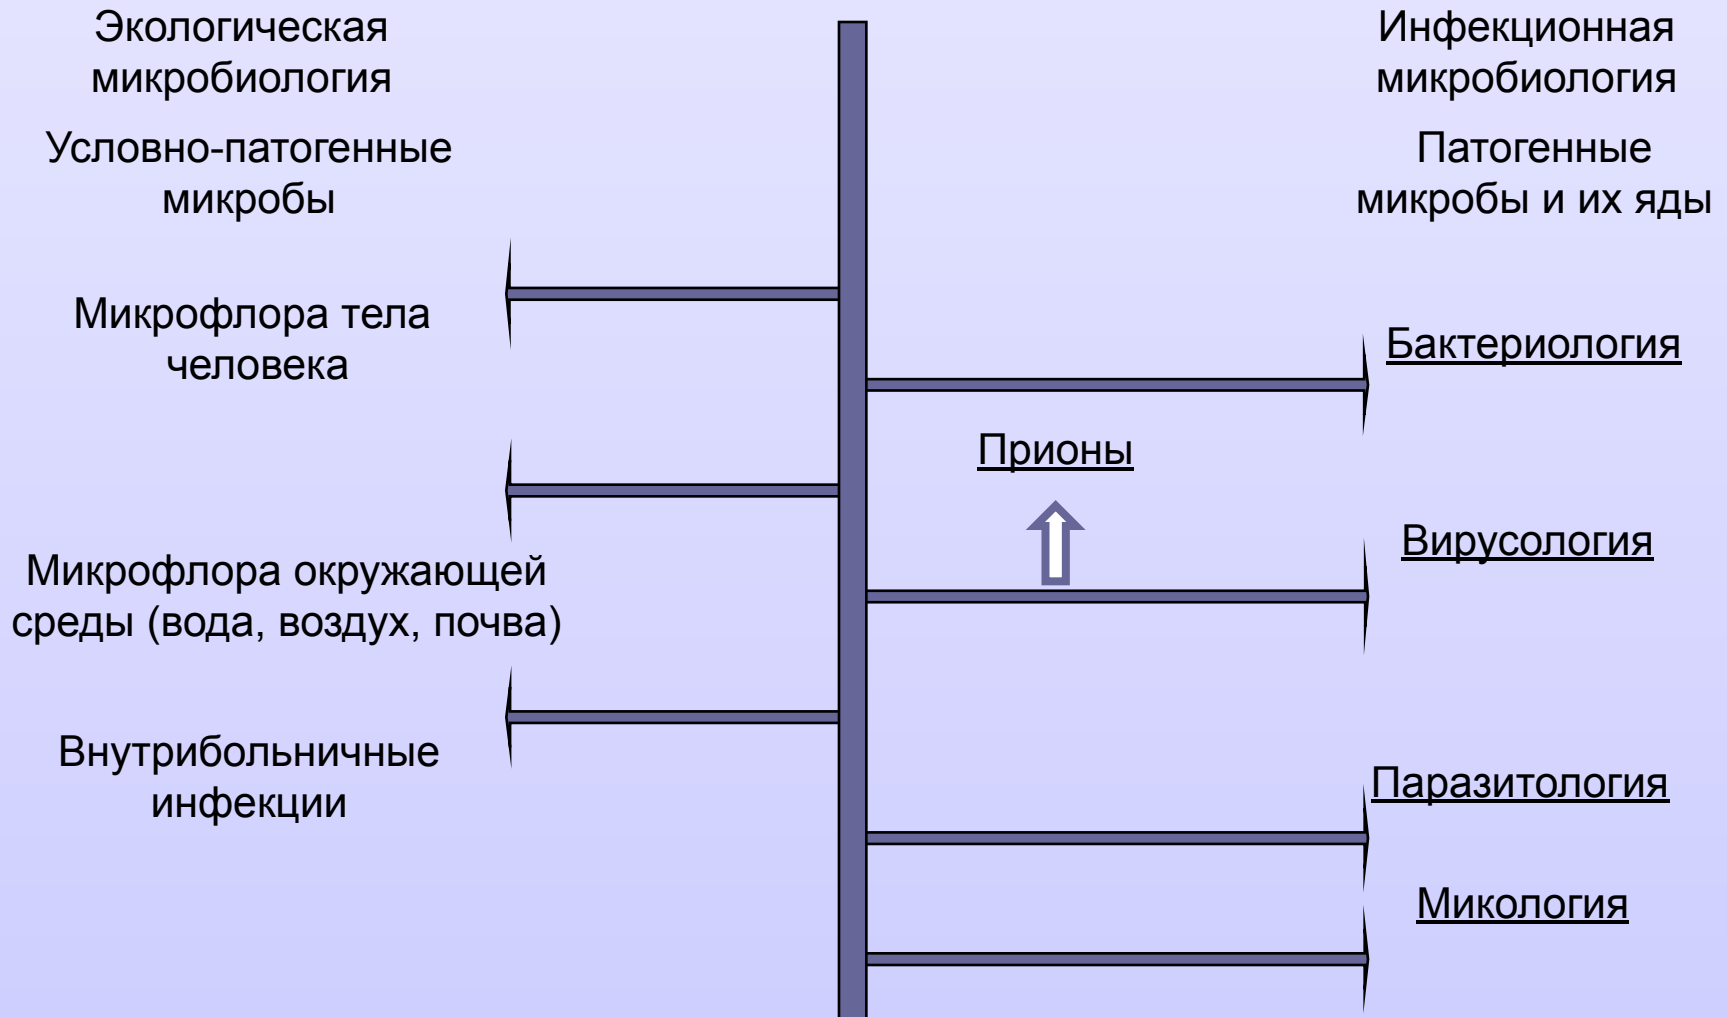 Экологическая
микробиология
Условно-патогенные
микробы
Микрофлора тела
человека
Микрофлора окружающей
среды (вода, воздух, почва)
Внутрибольничные
инфекции
Прионы
Инфекционная
микробиология
Патогенные
микробы и их яды
Бактериология
Вирусология
Паразитология
Микология